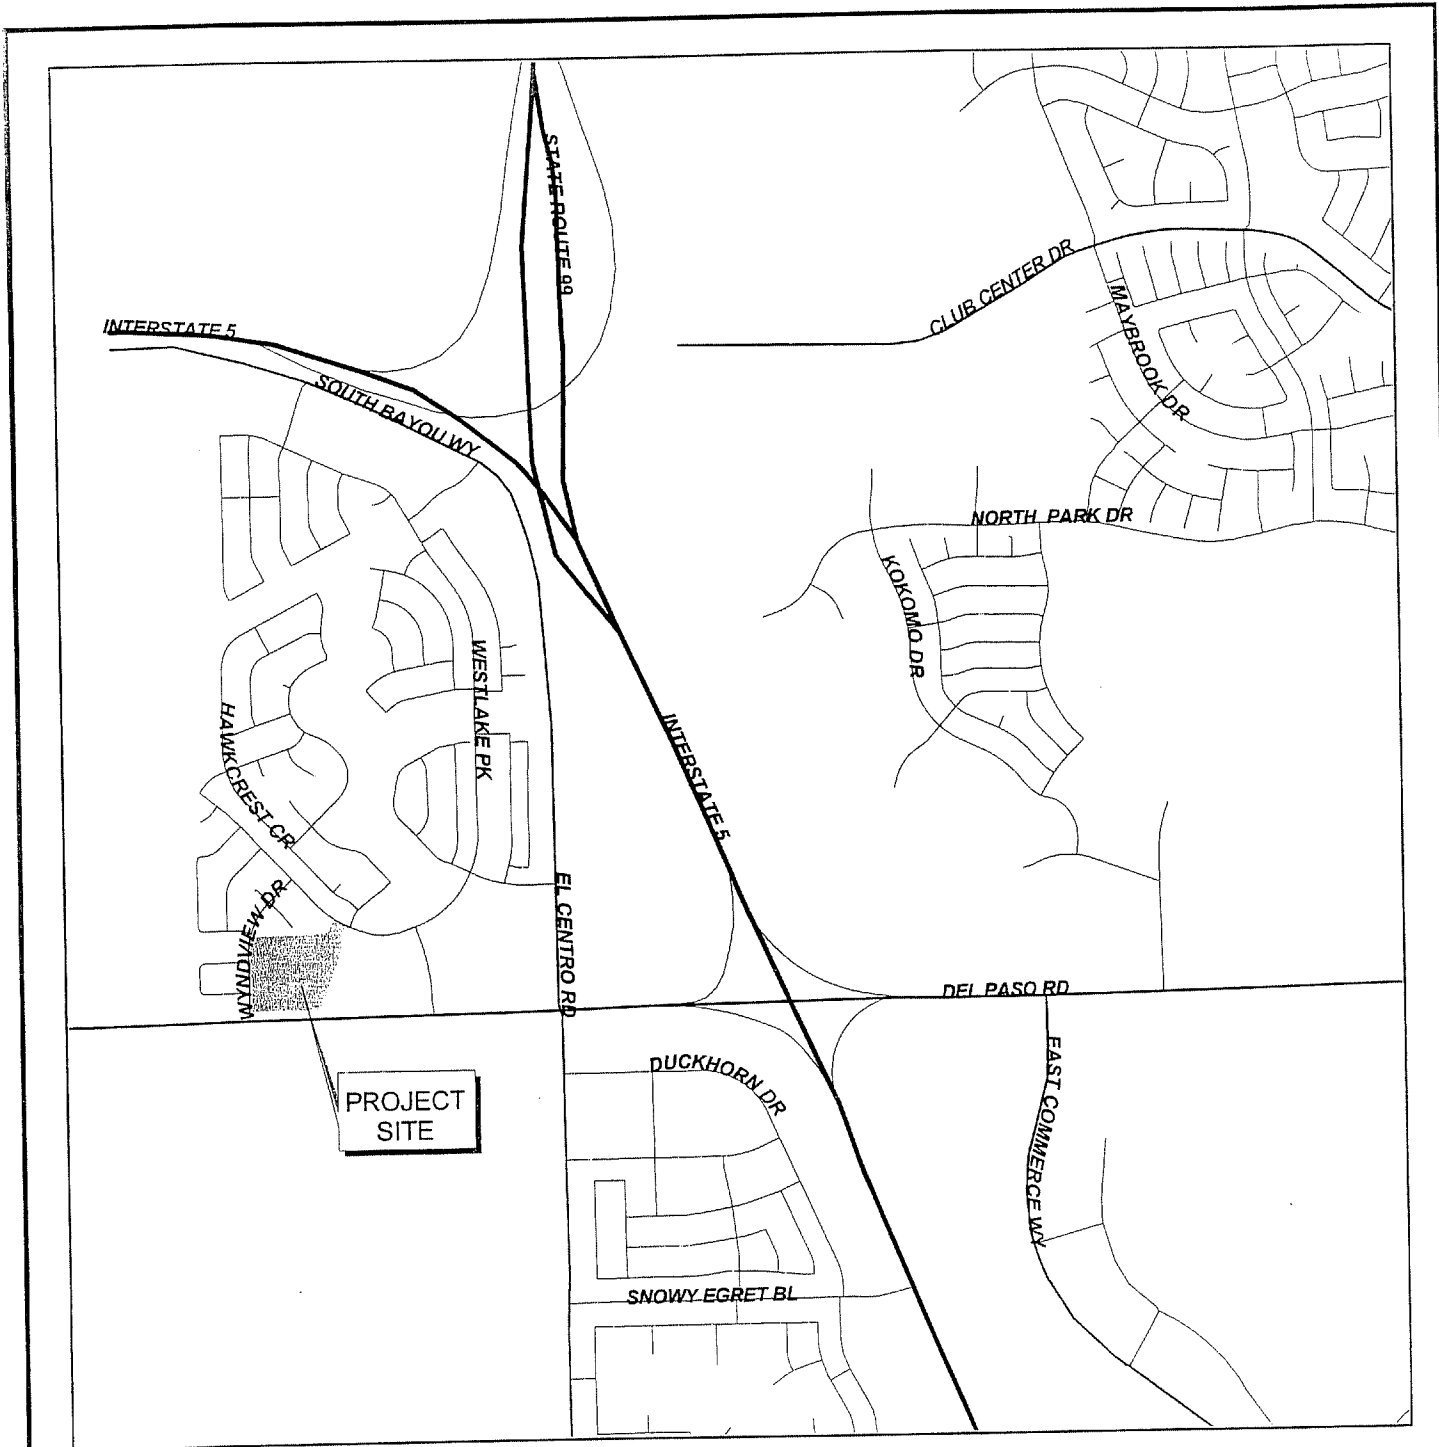 STATE ROUTE 99
CLUB CENTER DR
INTERSTATE 5
MAYBROOK DR
SOUTH BAYOU WY
NORTH PARK DR
KOKOMO DR
WESTLAKE PK
HAWKCREST CR
INTERSTATE 5
WYNDVIEW DR
EL CENTRO RD
DEL PASO RD
DUCKHORN DR
EAST COMMERCE WY
PROJECT
SITE
SNOWY EGRET BL